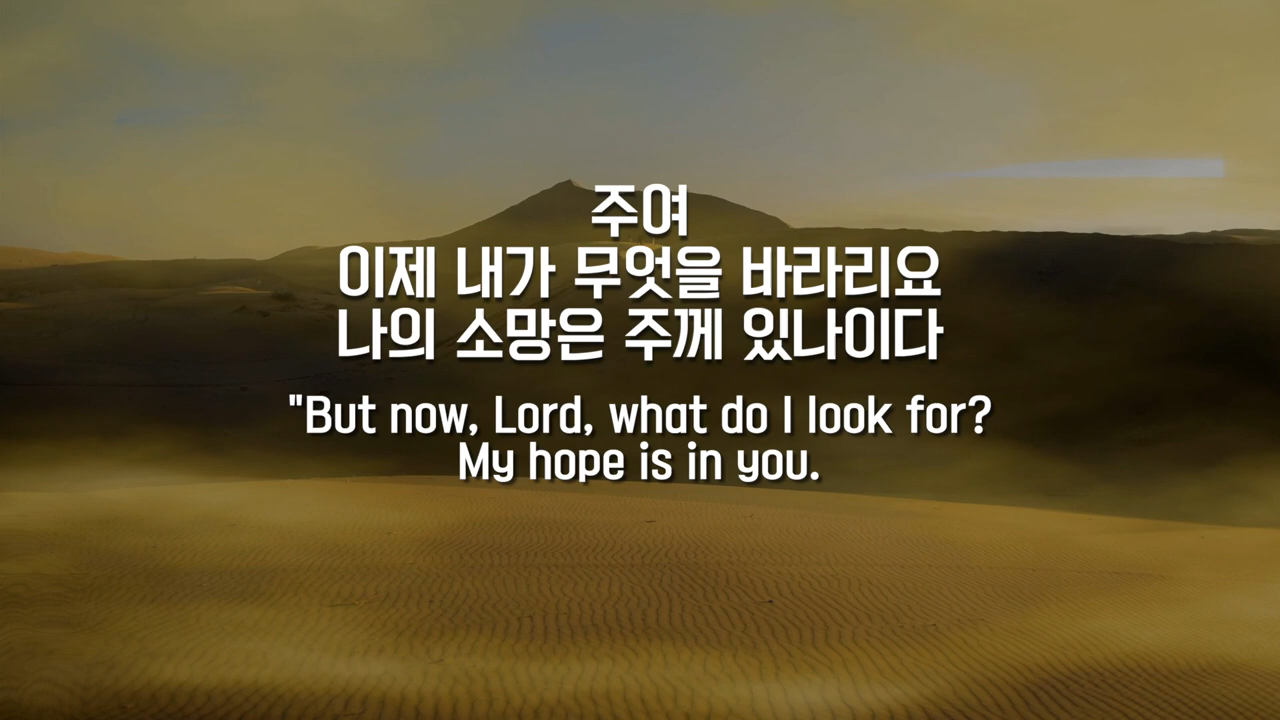 주여
이제 내가 무엇을 바라리요
나의 소망은 주께 있나이다
"But now, Lord, what do I look for?
My hope is in you.